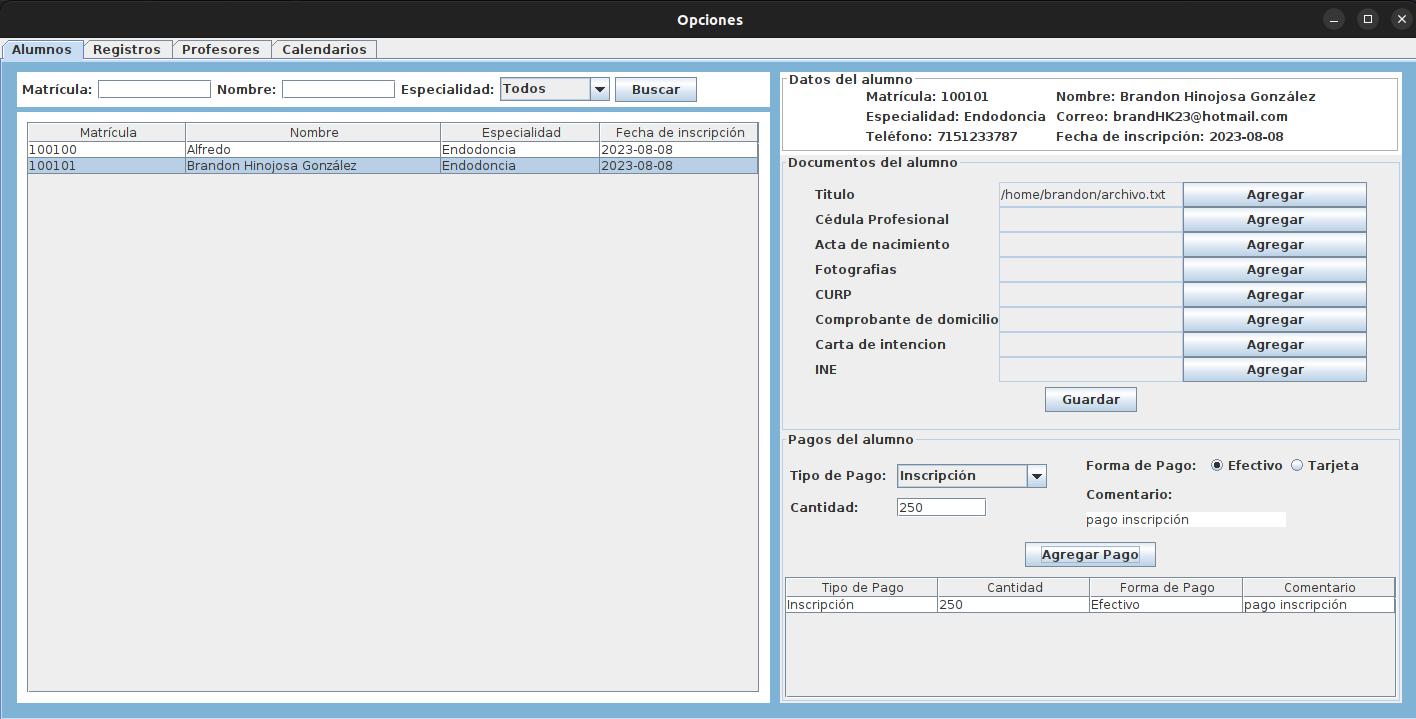 Opciones
Alumnos Registros Profesores Calendarios
Matrícula: Nombre: Especialidad: Todos Buscar
Matrícula Nombre Especialidad Fecha de inscripción
100100 Alfredo Endodoncia 2023-08-08
100101 Brandon Hinojosa González Endodoncia 2023-08-08
Datos del alumno
Matrícula: 100101 Nombre: Brandon Hinojosa González
Especialidad: Endodoncia Correo: brandHK23@hotmail.com
Teléfono: 7151233787 Fecha de inscripción: 2023-08-08
Documentos del alumno
Titulo /home/brandon/archivo.txt Agregar
Cédula Profesional Agregar
Acta de nacimiento Agregar
Fotografias Agregar
CURP Agregar
Comprobante de domicilio Agregar
Carta de intencion Agregar
INE Agregar
Guardar
Pagos del alumno
Tipo de Pago: Inscripción Forma de Pago: Efectivo Tarjeta
Cantidad: 250 Comentario:
pago inscripción
Agregar Pago
Tipo de Pago Cantidad Forma de Pago Comentario
Inscripción 250 Efectivo pago inscripción